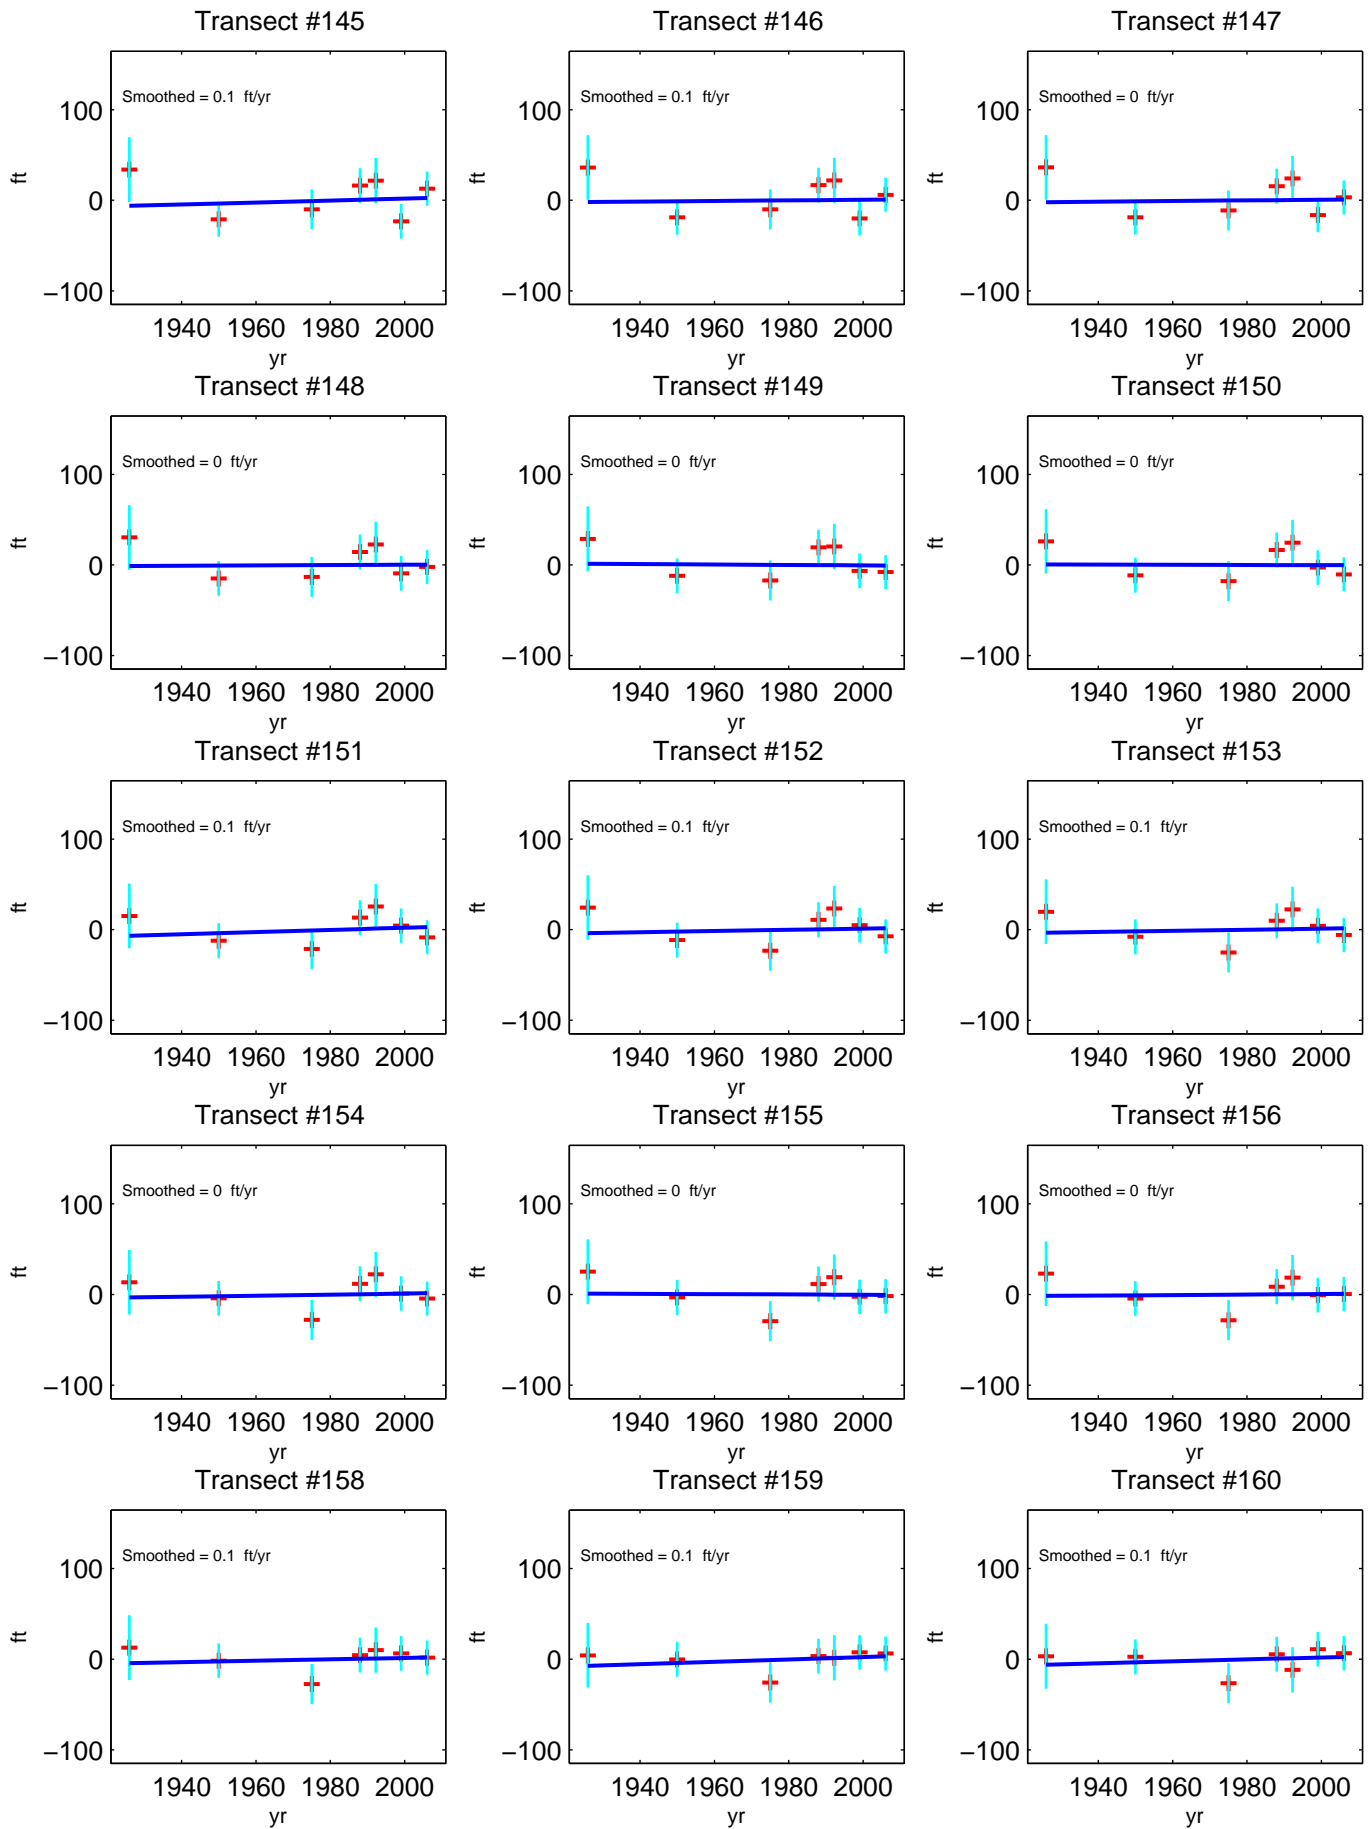 Transect #145 Transect #146 Transect #147
Smoothed = 0.1 ft/yr Smoothed = 0.1 ft/yr Smoothed = 0 ft/yr
100 100 100
ft ft ft
0 0 0
−100 −100 −100
1940 1960 1980 2000 1940 1960 1980 2000 1940 1960 1980 2000
yr yr yr
Transect #148 Transect #149 Transect #150
Smoothed = 0 ft/yr Smoothed = 0 ft/yr Smoothed = 0 ft/yr
100 100 100
ft ft ft
0 0 0
−100 −100 −100
1940 1960 1980 2000 1940 1960 1980 2000 1940 1960 1980 2000
yr yr yr
Transect #151 Transect #152 Transect #153
Smoothed = 0.1 ft/yr Smoothed = 0.1 ft/yr Smoothed = 0.1 ft/yr
100 100 100
ft ft ft
0 0 0
−100 −100 −100
1940 1960 1980 2000 1940 1960 1980 2000 1940 1960 1980 2000
yr yr yr
Transect #154 Transect #155 Transect #156
Smoothed = 0 ft/yr Smoothed = 0 ft/yr Smoothed = 0 ft/yr
100 100 100
ft ft ft
0 0 0
−100 −100 −100
1940 1960 1980 2000 1940 1960 1980 2000 1940 1960 1980 2000
yr yr yr
Transect #158 Transect #159 Transect #160
Smoothed = 0.1 ft/yr Smoothed = 0.1 ft/yr Smoothed = 0.1 ft/yr
100 100 100
ft ft ft
0 0 0
−100 −100 −100
1940 1960 1980 2000 1940 1960 1980 2000 1940 1960 1980 2000
yr yr yr